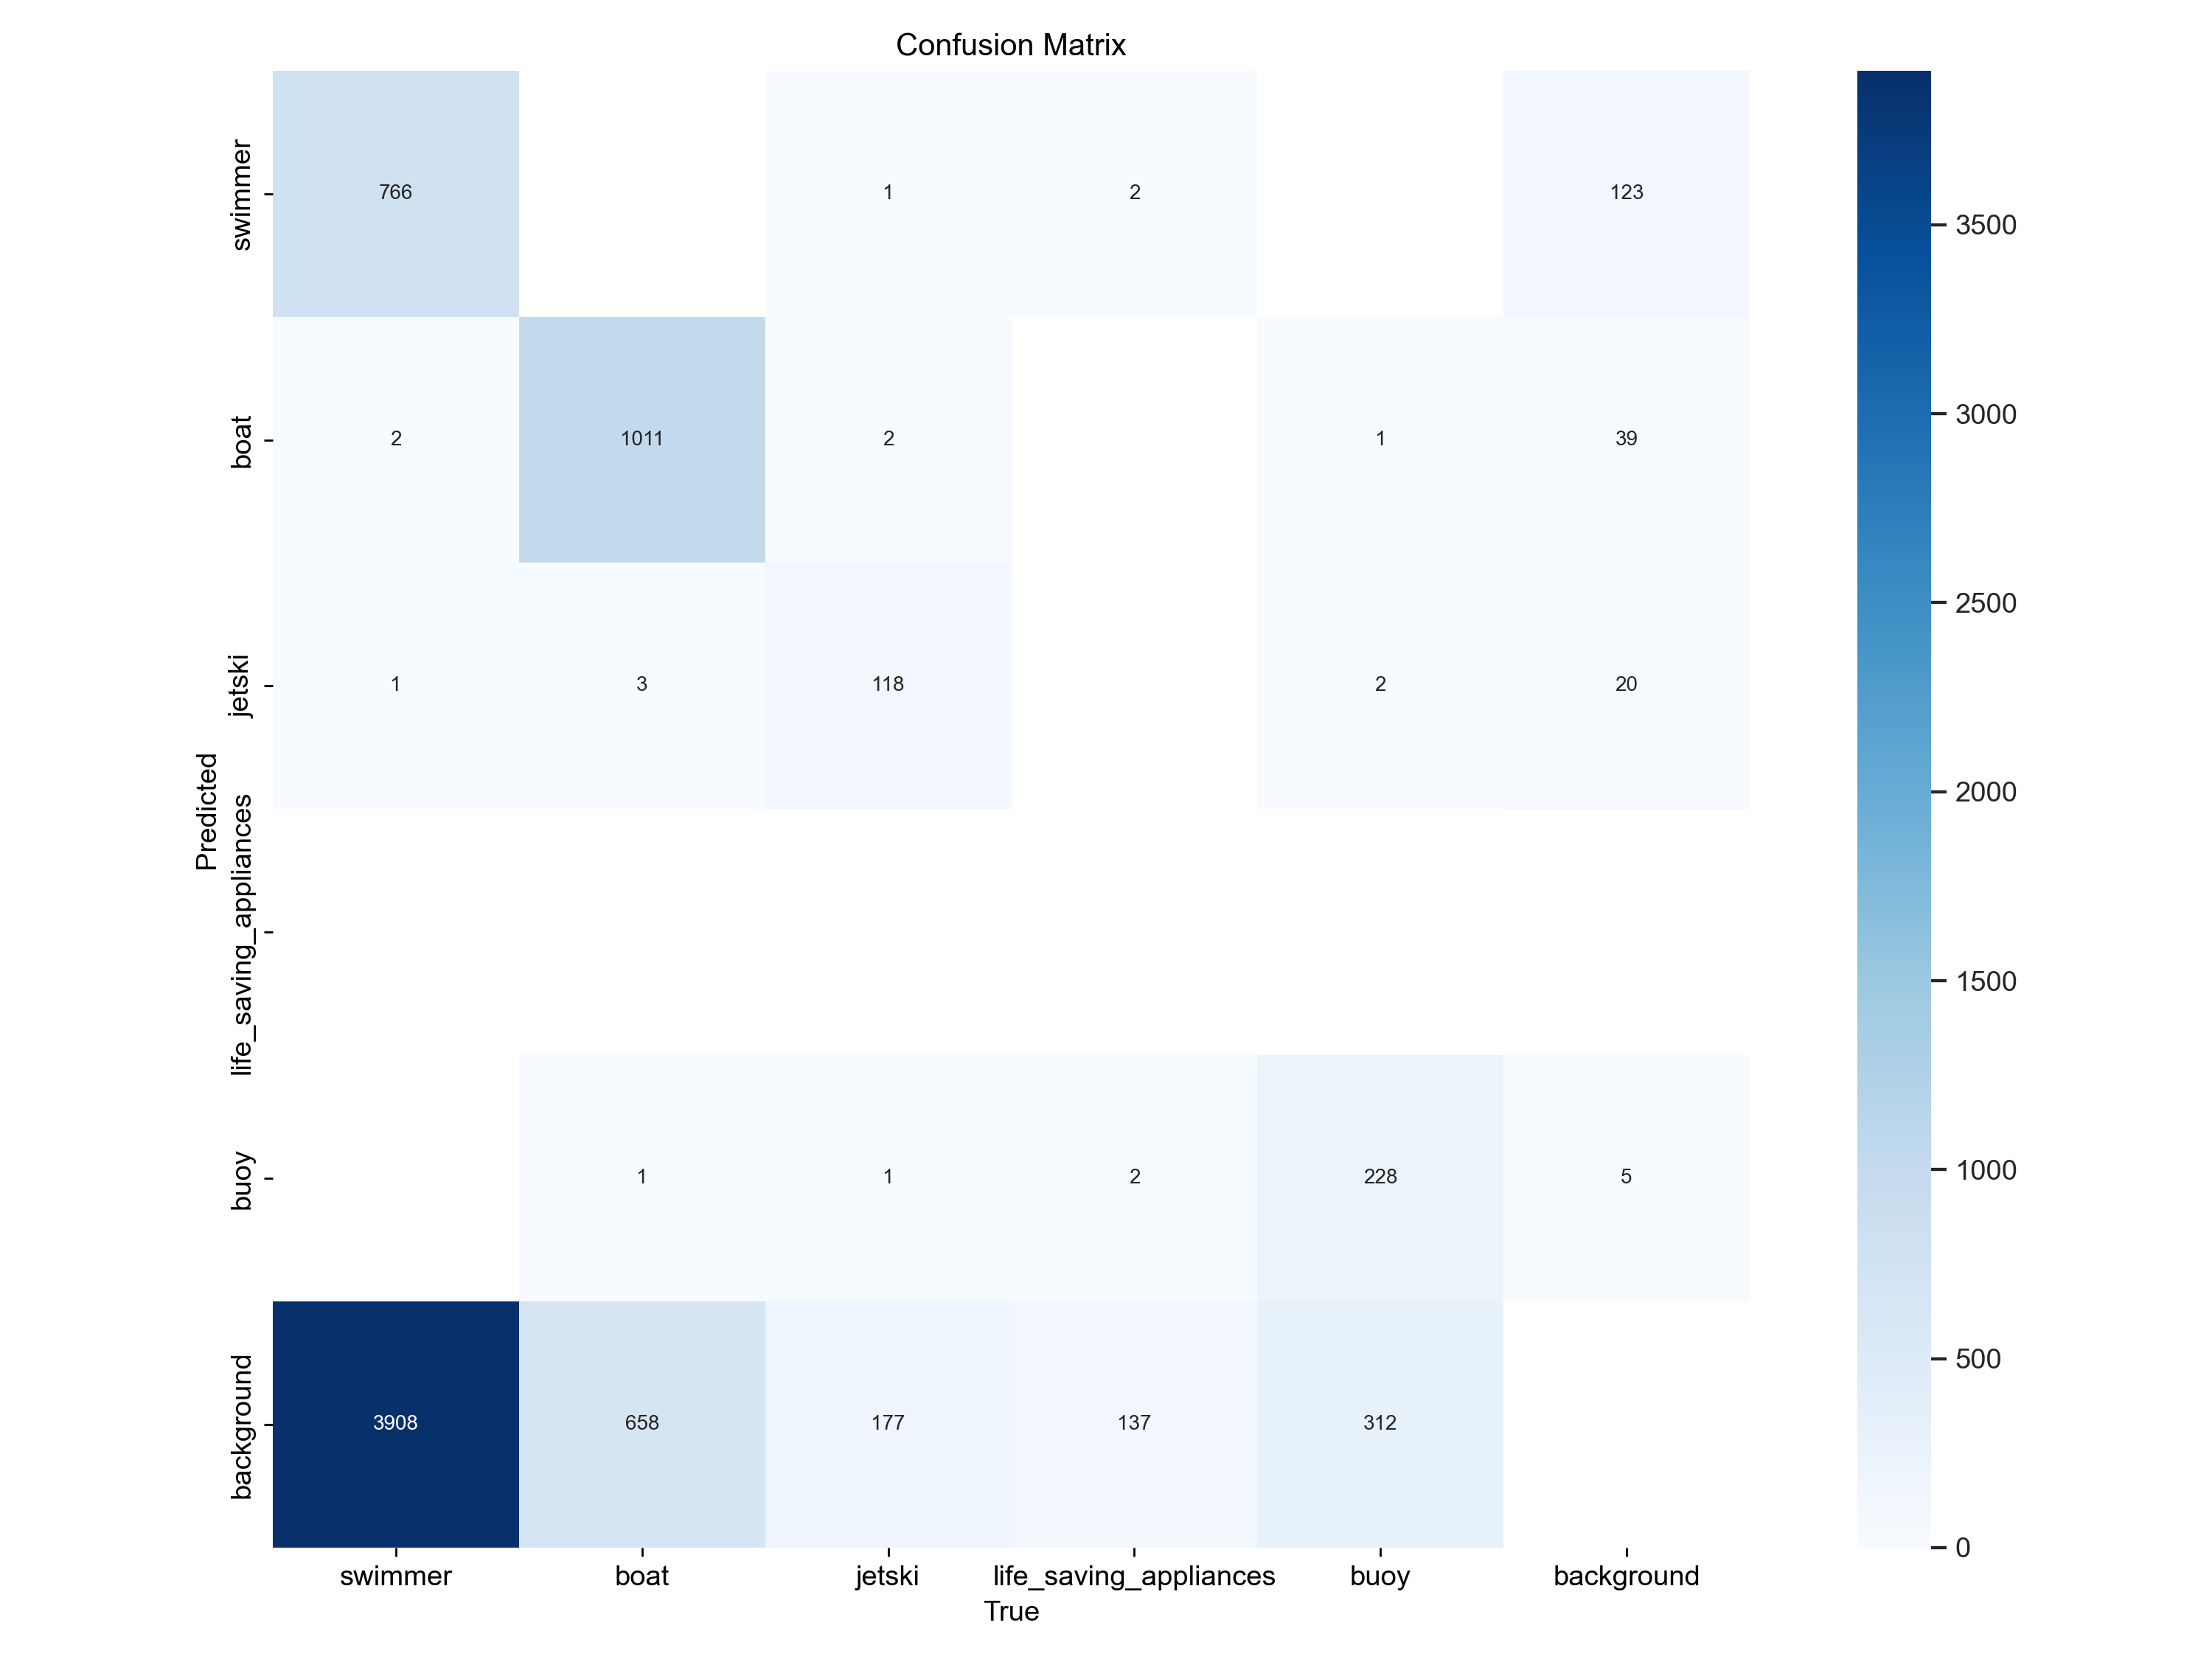 Confusion Matrix
Predicted
swimmer
766
1
2
123
boat
2
1011
2
1
39
jetski
1
3
118
2
20
life_saving_appliances
buoy
1
1
2
228
5
background
3908
658
177
137
312
swimmer
boat
jetski
life_saving_appliances
buoy
background
True
3500
3000
2500
2000
1500
1000
500
0